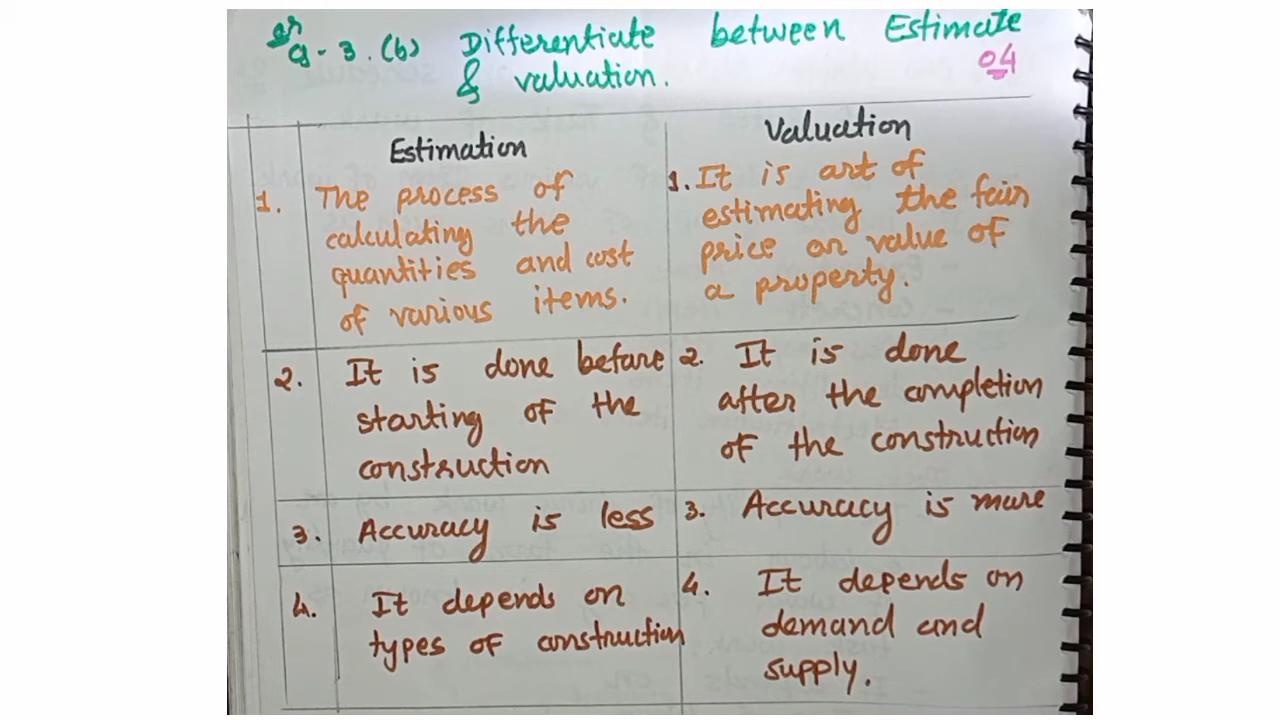 Q-3.(b) Differentiate between Estimate
& valuation. 04
Estimation
Valuation
1. The process of
calculating the
quantities and cost
of various items.
1. It is art of
estimating the fair
price or value of
a property.
2. It is done before
starting of the
construction
2. It is done
after the completion
of the construction
3. Accuracy is less
3. Accuracy is more
4. It depends on
types of construction
4. It depends on
demand and
supply.